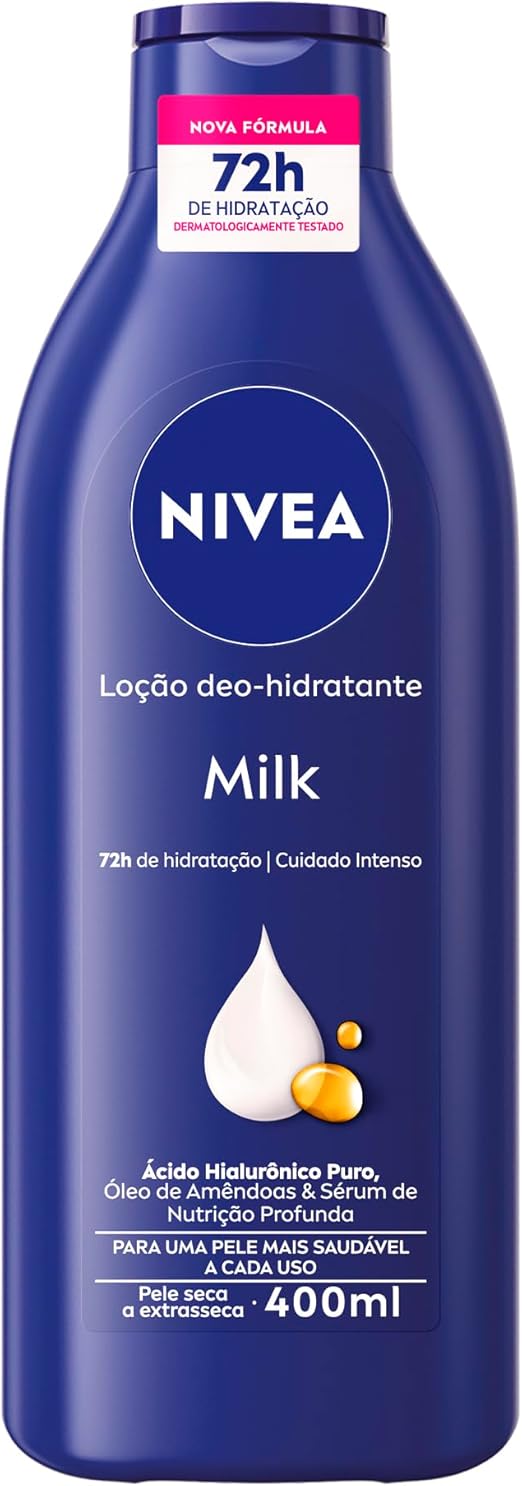 NOVA FÓRMULA
72h
DE HIDRATAÇÃO
DERMATOLOGICAMENTE TESTADO
NIVEA
Loção deo-hidratante
Milk
72h de hidratação | Cuidado Intenso
Ácido Hialurônico Puro,
Óleo de Amêndoas & Sérum de
Nutrição Profunda
PARA UMA PELE MAIS SAUDÁVEL
A CADA USO
Pele seca
a extrasseca · 400ml